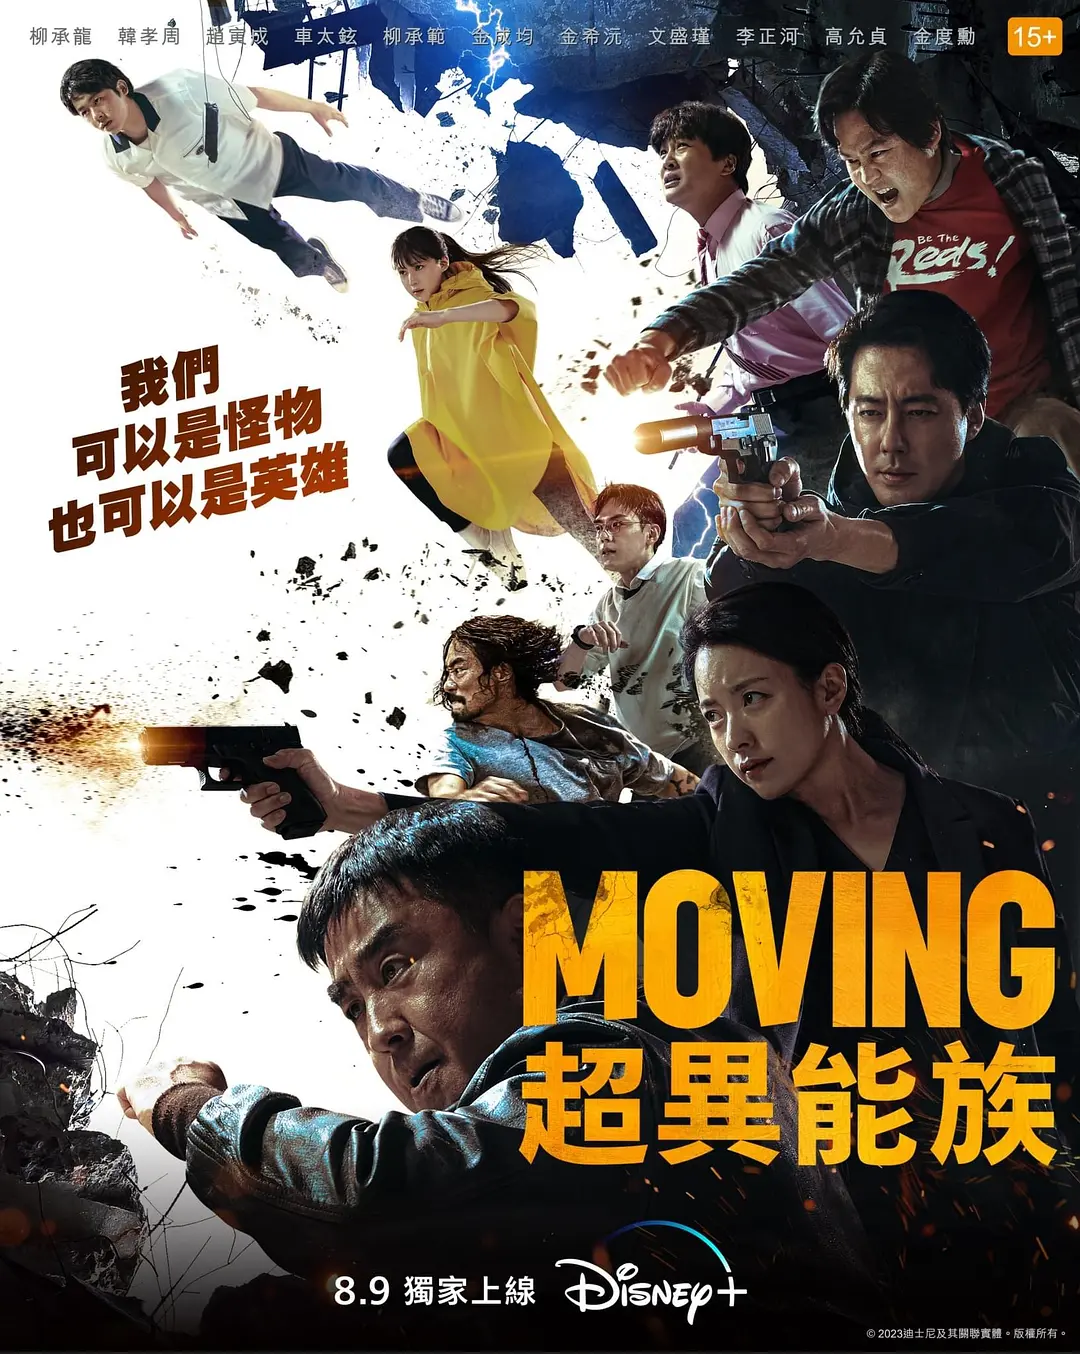 柳承龍 韓孝周 趙寅成 車太鉉 柳承範 金成均 金希沅 文盛瑾 李正河 高允貞 金度勳 15+
Be The
Reds!
我們
可以是怪物
也可以是英雄
MOVING
超異能族
8.9 獨家上線 Disney+
© 2023迪士尼及其關聯實體。版權所有。